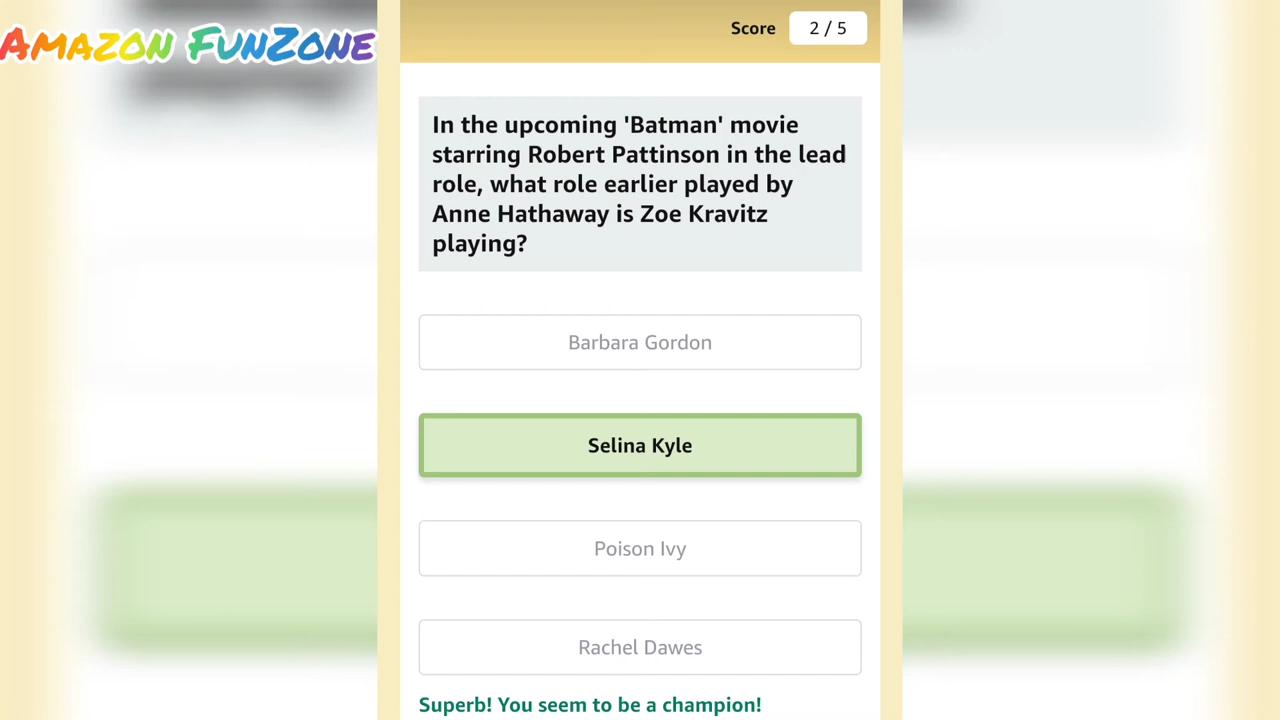 Amazon FunZone
Score 2 / 5
In the upcoming 'Batman' movie
starring Robert Pattinson in the lead
role, what role earlier played by
Anne Hathaway is Zoe Kravitz
playing?
Barbara Gordon
Selina Kyle
Poison Ivy
Rachel Dawes
Superb! You seem to be a champion!